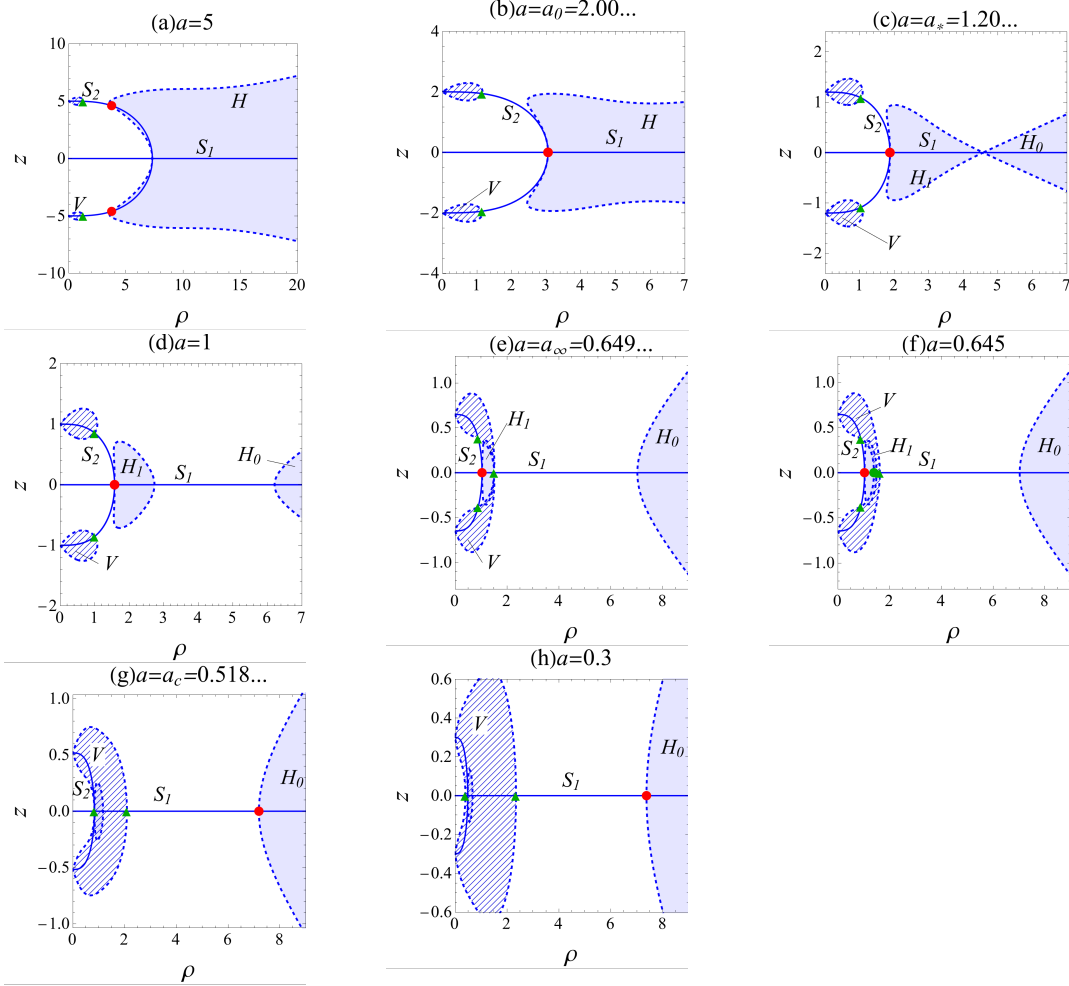 (a)a=5
10
5
0
−5
−10
z
S₂
V
H
S₁
0 5 10 15 20
ρ
(b)a=a₀=2.00...
4
2
0
−2
−4
z
S₂
V
H
S₁
0 1 2 3 4 5 6 7
ρ
(c)a=a*=1.20...
2
1
0
−1
−2
z
S₂
S₁
H₀
H₁
V
0 1 2 3 4 5 6 7
ρ
(d)a=1
2
1
0
−1
−2
z
S₂
H₁
S₁
H₀
V
0 1 2 3 4 5 6 7
ρ
(e)a=a∞=0.649...
1.0
0.5
0.0
−0.5
−1.0
z
H₁
S₂
S₁
H₀
V
0 2 4 6 8
ρ
(f)a=0.645
1.0
0.5
0.0
−0.5
−1.0
z
V
S₂
H₁
S₁
H₀
0 2 4 6 8
ρ
(g)a=a_c=0.518...
1.0
0.5
0.0
−0.5
−1.0
z
V
S₂
S₁
H₀
0 2 4 6 8
ρ
(h)a=0.3
0.6
0.4
0.2
0.0
−0.2
−0.4
−0.6
z
V
S₁
H₀
0 2 4 6 8
ρ